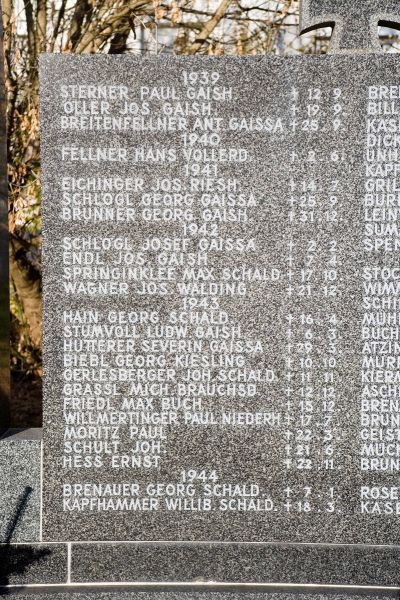 1939
STERNER PAUL GAISH. † 12. 9.
OLLER JOS. GAISH. † 19. 9.
BREITENFELLNER ANT. GAISSA † 25. 9.
1940
FELLNER HANS VOLLERD. † 2. 6.
1941
EICHINGER JOS. RIESH. † 14. 7.
SCHLÖGL GEORG GAISSA † 25. 9.
BRUNNER GEORG. GAISH. † 31. 12.
1942
SCHLÖGL JOSEF GAISSA † 2. 2.
ENDL JOS. GAISH †
SPRINGINKLEE MAX SCHALD. † 17. 10.
WAGNER JOS. WALDING † 21. 12.
1943
HAIN GEORG SCHALD. † 16. 4.
STUMVOLL LUDW. GAISH. † 3.
HUTTERER SEVERIN GAISSA † 3.
BIEBL GEORG KIESLING † 10. 10.
GERLESBERGER JOH. SCHALD. † 11. 11.
GRASSL MICH. BRAUCHSD. † 12. 12.
FRIEDL MAX BUCH † 15. 12.
WILLMERTINGER PAUL NIEDERH. † 17. 7.
MORITZ PAUL † 22. 3.
SCHULT JOH. † 21. 6.
HESS ERNST † 22. 11.
1944
BRENAUER GEORG SCHALD. † 7. 1.
KAPFHAMMER WILLIB. SCHALD. † 18. 3.